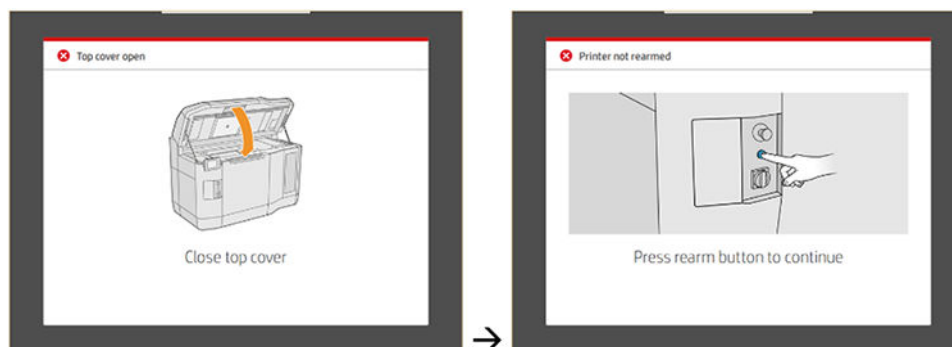 Top cover open
Close top cover
→
Printer not rearmed
Press rearm button to continue